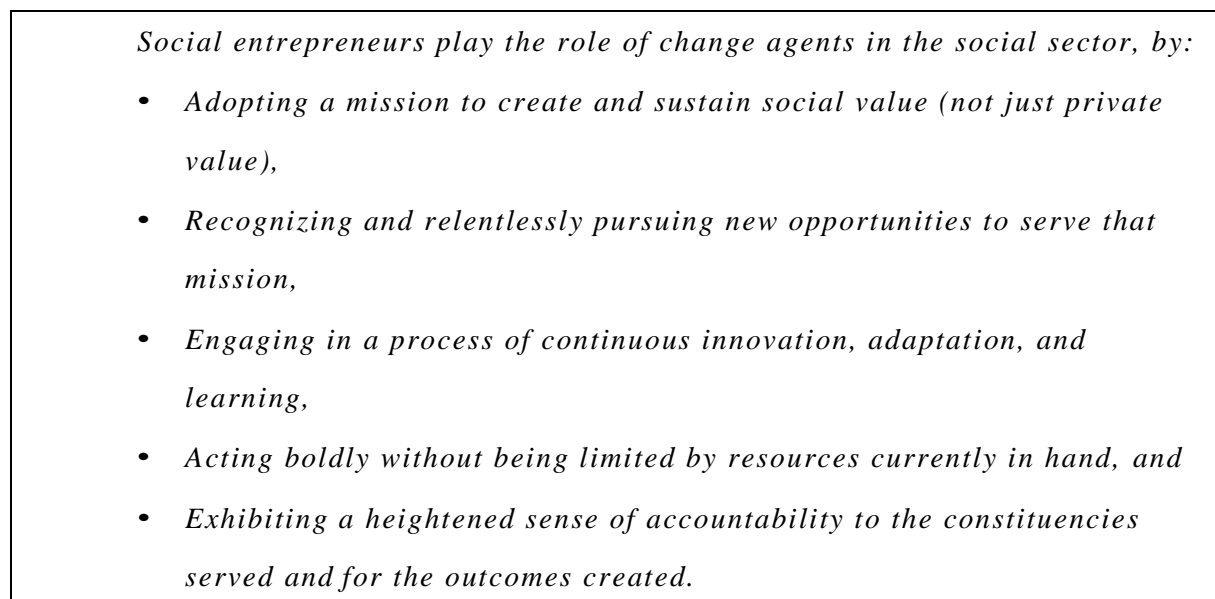 Social entrepreneurs play the role of change agents in the social sector, by:
• Adopting a mission to create and sustain social value (not just private
value),
• Recognizing and relentlessly pursuing new opportunities to serve that
mission,
• Engaging in a process of continuous innovation, adaptation, and
learning,
• Acting boldly without being limited by resources currently in hand, and
• Exhibiting a heightened sense of accountability to the constituencies
served and for the outcomes created.